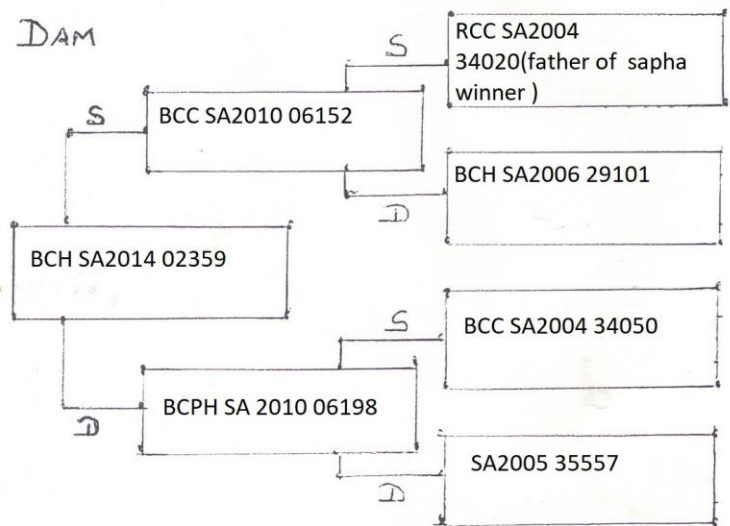 DAM
S
RCC SA2004
34020(father of sapha
winner )
S
BCC SA2010 06152
BCH SA2006 29101
D
BCH SA2014 02359
S
BCC SA2004 34050
BCPH SA 2010 06198
D
SA2005 35557
D